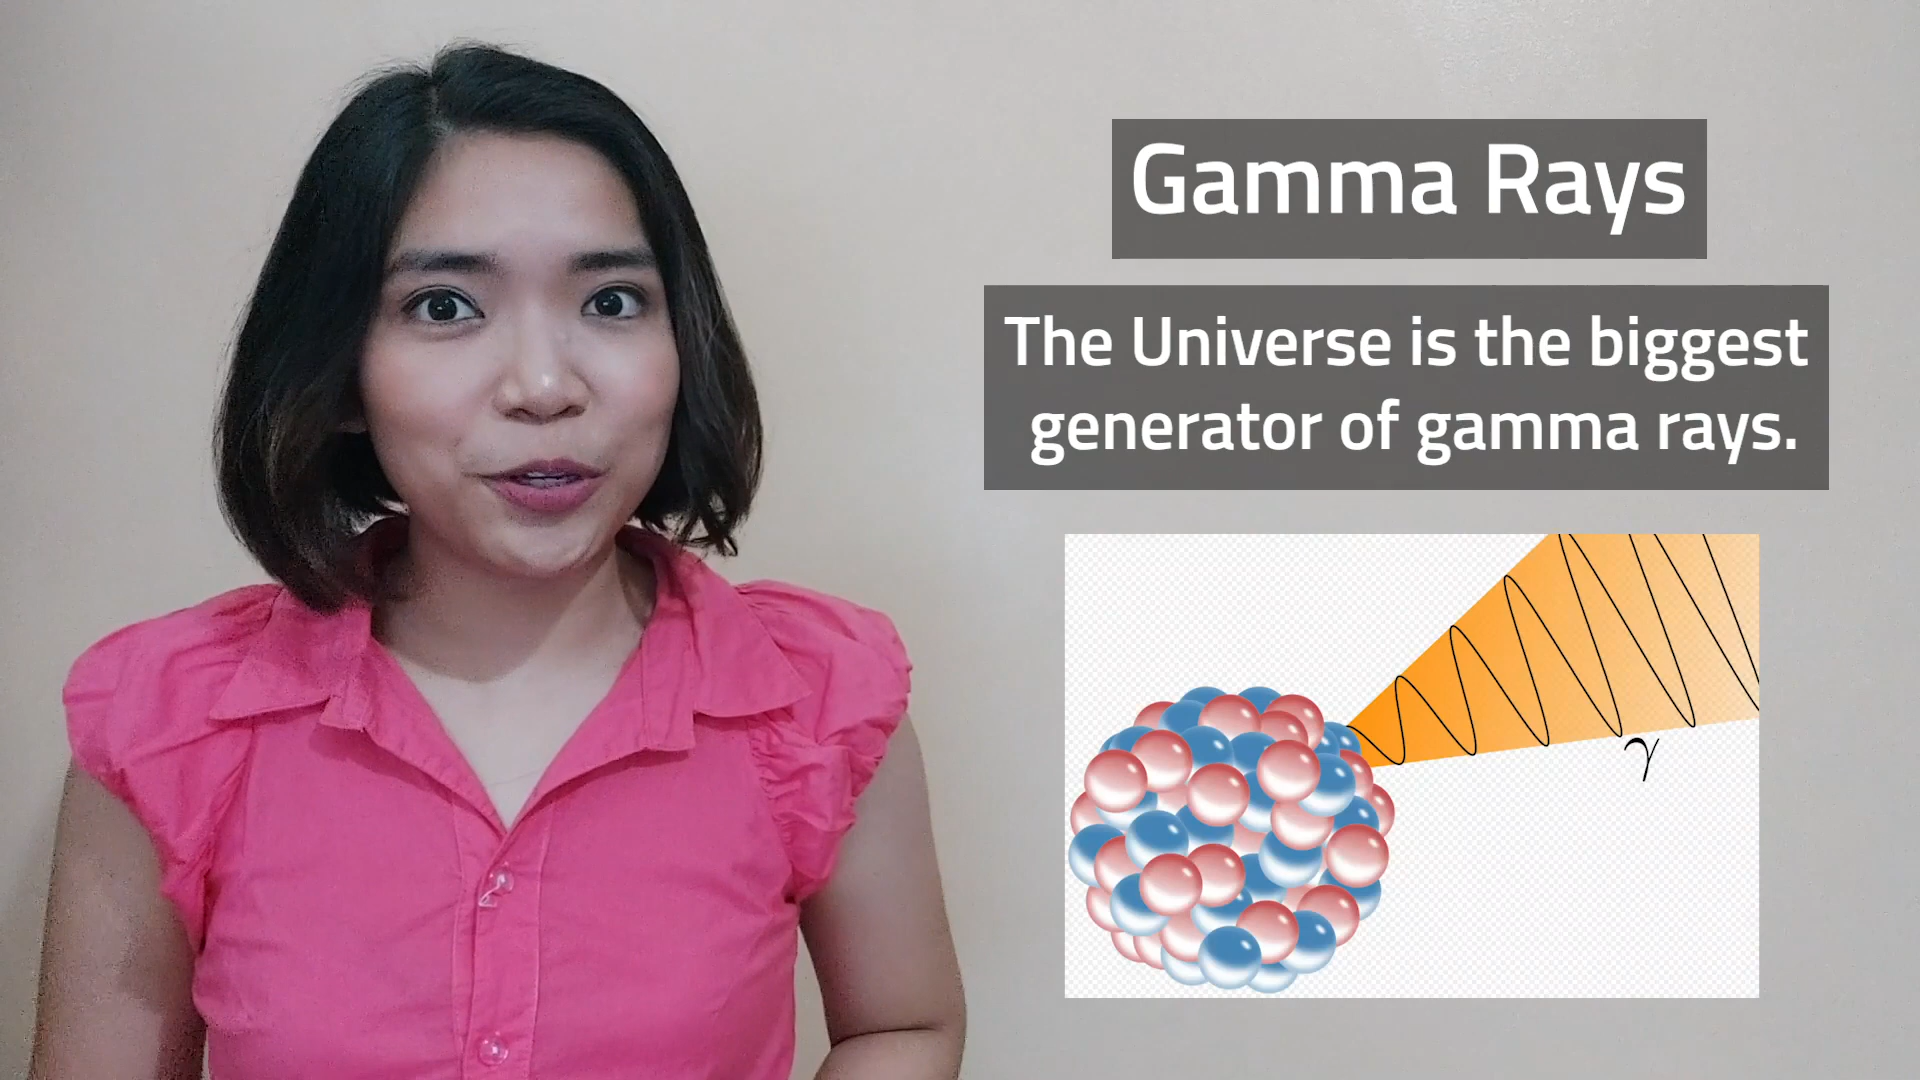 Gamma Rays
The Universe is the biggest
generator of gamma rays.
γ